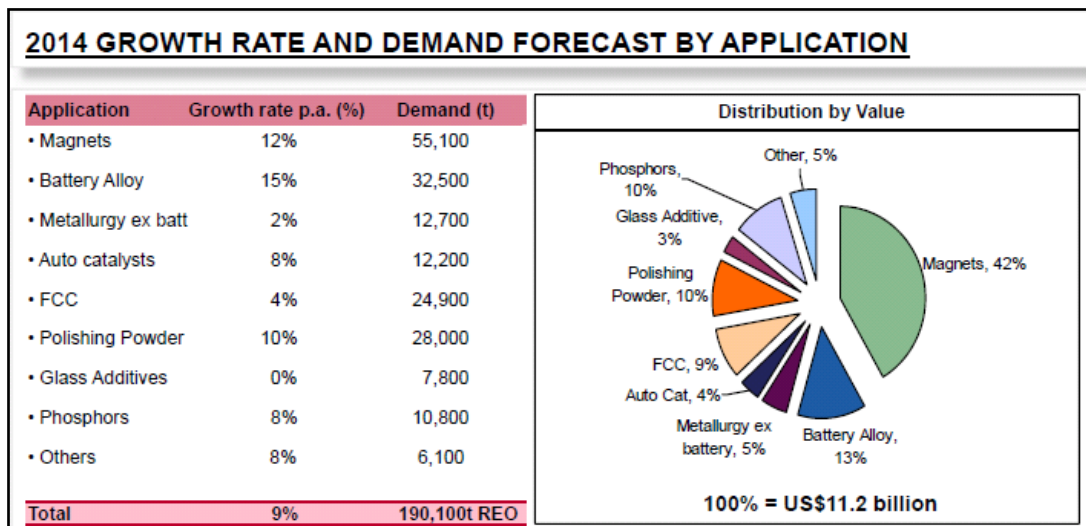 2014 GROWTH RATE AND DEMAND FORECAST BY APPLICATION
Application Growth rate p.a. (%) Demand (t)
• Magnets 12% 55,100
• Battery Alloy 15% 32,500
• Metallurgy ex batt 2% 12,700
• Auto catalysts 8% 12,200
• FCC 4% 24,900
• Polishing Powder 10% 28,000
• Glass Additives 0% 7,800
• Phosphors 8% 10,800
• Others 8% 6,100
Total 9% 190,100t REO
Distribution by Value
Other, 5%
Phosphors,
10%
Glass Additive,
3%
Magnets, 42%
Polishing
Powder, 10%
FCC, 9%
Auto Cat, 4%
Metallurgy ex
battery, 5%
Battery Alloy,
13%
100% = US$11.2 billion